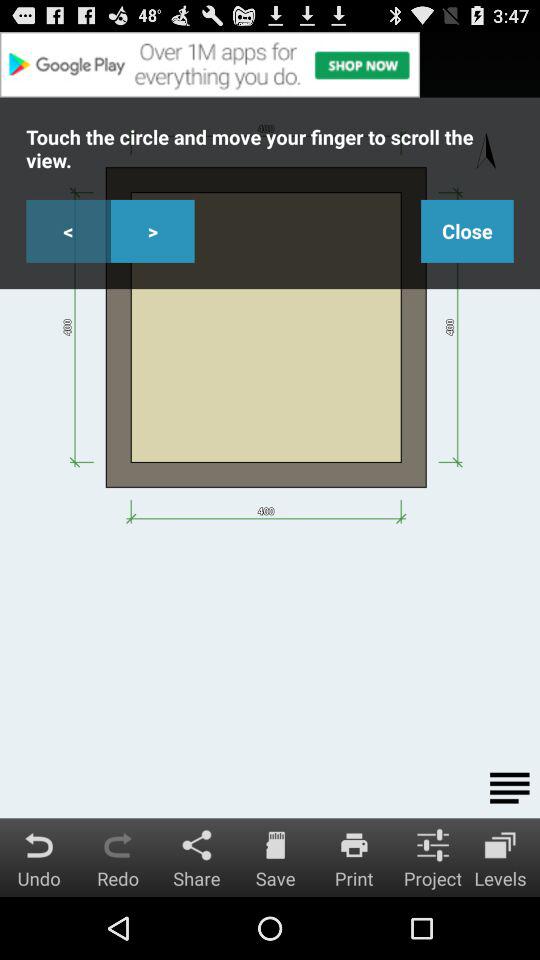 48° 3:47
Google Play
Over 1M apps for
everything you do.
SHOP NOW
Touch the circle and move your finger to scroll the
view.
< > Close
400
400
400
400
Undo Redo Share Save Print Project Levels